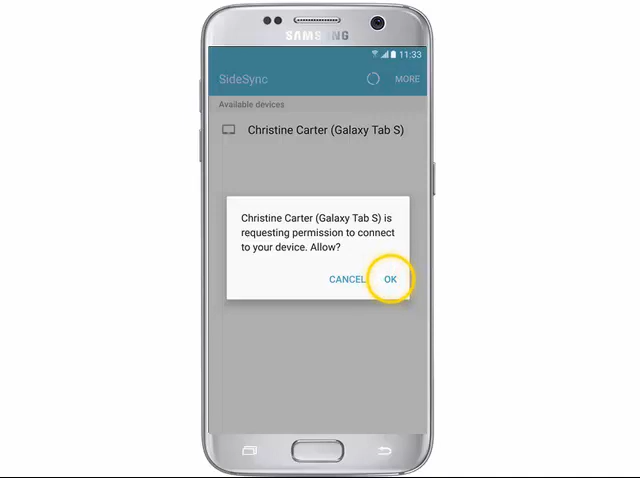 SAMSUNG
11:33
SideSync
MORE
Available devices
Christine Carter (Galaxy Tab S)
Christine Carter (Galaxy Tab S) is
requesting permission to connect
to your device. Allow?
CANCEL OK